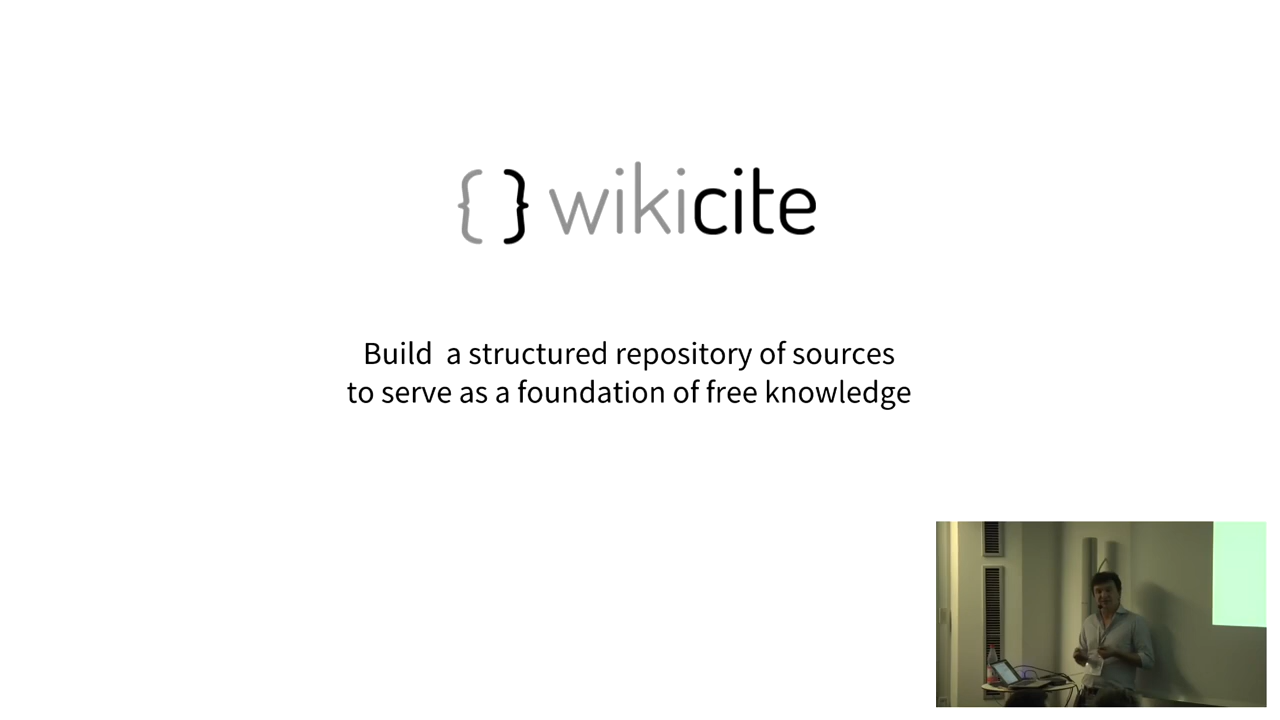 { } wikicite
Build a structured repository of sources
to serve as a foundation of free knowledge